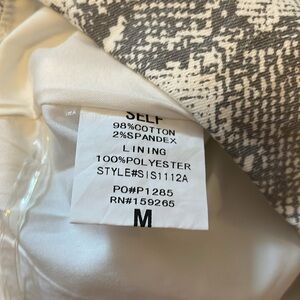 SELF
98%COTTON
2%SPANDEX
LINING
100%POLYESTER
STYLE#SIS1112A
PO#P1285
RN#159265
M